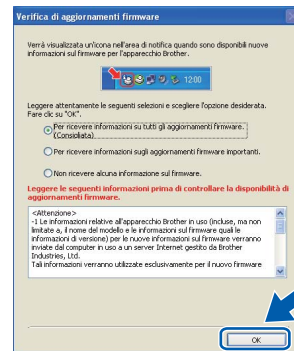 Verifica di aggiornamenti firmware
Verrà visualizzata un'icona nell'area di notifica quando sono disponibili nuove
informazioni sul firmware per l'apparecchio Brother.
12:00
Leggere attentamente le seguenti selezioni e scegliere l'opzione desiderata.
Fare clic su "OK".
Per ricevere informazioni su tutti gli aggiornamenti firmware.
(Consigliata)
Per ricevere informazioni sugli aggiornamenti firmware importanti.
Non ricevere alcuna informazione sul firmware.
Leggere le seguenti informazioni prima di controllare la disponibilità di
aggiornamenti firmware.
<Attenzione>
-1 Le informazioni relative all'apparecchio Brother in uso (incluse, ma non
limitate a, il nome del modello e le informazioni sul firmware quali le
informazioni di versione) per le nuove informazioni sul firmware verranno
inviate dal computer in uso a un server Internet gestito da Brother
Industries, Ltd.
Tali informazioni verranno utilizzate esclusivamente per il nuovo firmware
OK